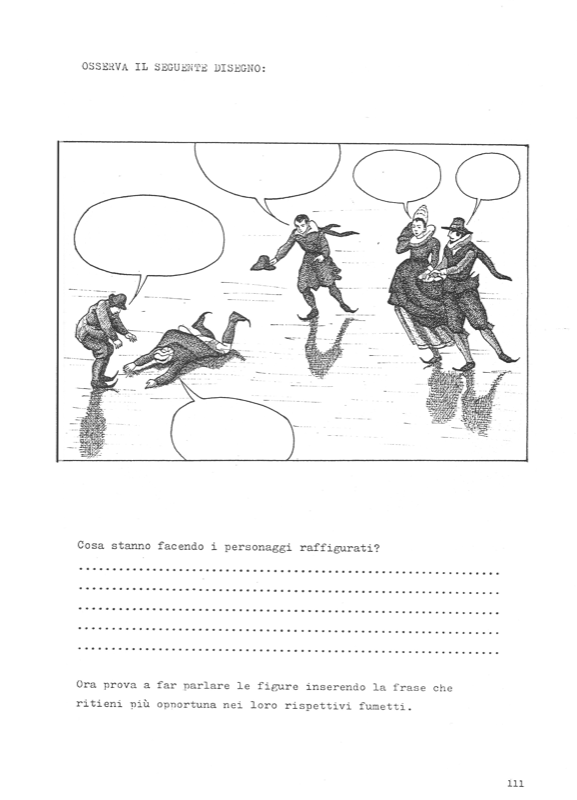 OSSERVA IL SEGUENTE DISEGNO:
Cosa stanno facendo i personaggi raffigurati?
................................................................
................................................................
................................................................
................................................................
................................................................
Ora prova a far parlare le figure inserendo la frase che
ritieni più opportuna nei loro rispettivi fumetti.
111